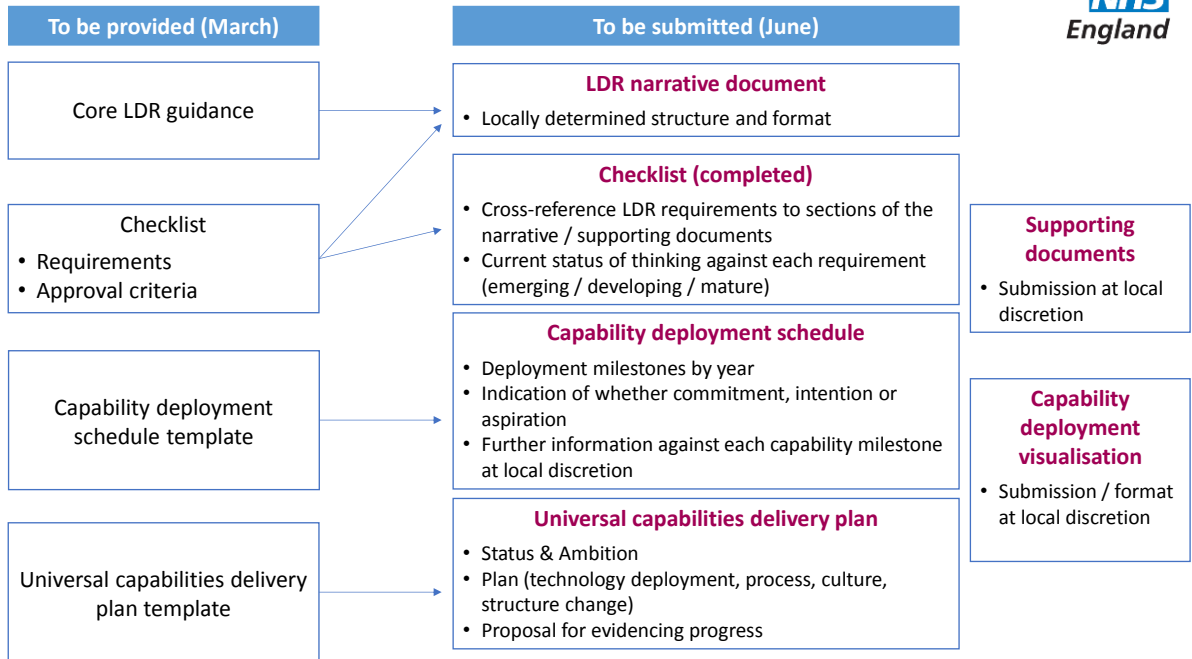 NHS
England
To be provided (March)
To be submitted (June)
Core LDR guidance
Checklist
• Requirements
• Approval criteria
Capability deployment
schedule template
Universal capabilities delivery
plan template
LDR narrative document
• Locally determined structure and format
Checklist (completed)
• Cross-reference LDR requirements to sections of the
narrative / supporting documents
• Current status of thinking against each requirement
(emerging / developing / mature)
Capability deployment schedule
• Deployment milestones by year
• Indication of whether commitment, intention or
aspiration
• Further information against each capability milestone
at local discretion
Universal capabilities delivery plan
• Status & Ambition
• Plan (technology deployment, process, culture,
structure change)
• Proposal for evidencing progress
Supporting
documents
• Submission at local
discretion
Capability
deployment
visualisation
• Submission / format
at local discretion